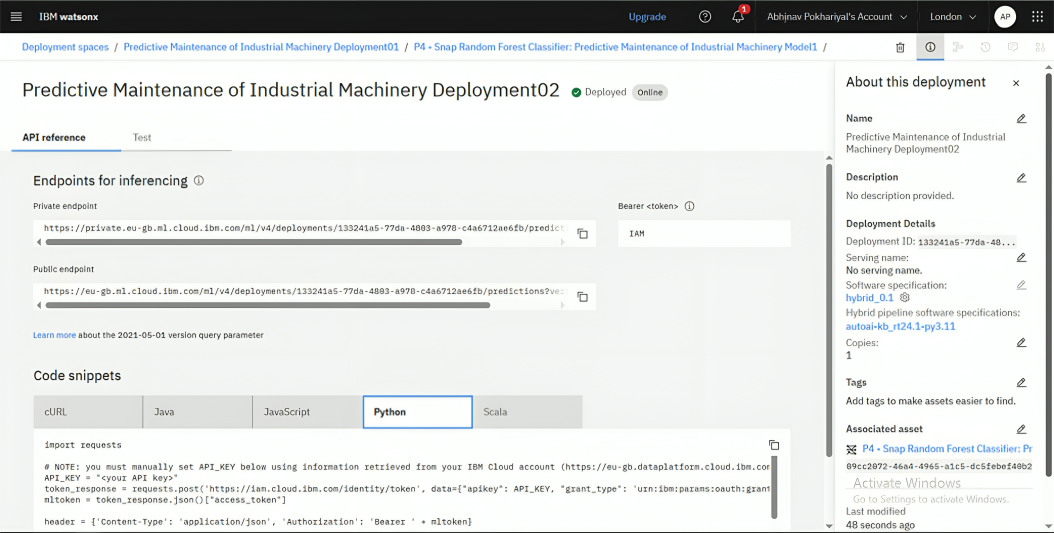 IBM watsonx
Upgrade
1
Abhinav Pokhariyal's Account
London
AP
Deployment spaces / Predictive Maintenance of Industrial Machinery Deployment01 / P4 • Snap Random Forest Classifier: Predictive Maintenance of Industrial Machinery Model1 /
Predictive Maintenance of Industrial Machinery Deployment02
Deployed
Online
API reference
Test
Endpoints for inferencing
Private endpoint
https://private.eu-gb.ml.cloud.ibm.com/ml/v4/deployments/133241a5-77da-4803-a978-c4a6712ae6fb/predict
Bearer <token>
IAM
Public endpoint
https://eu-gb.ml.cloud.ibm.com/ml/v4/deployments/133241a5-77da-4803-a978-c4a6712ae6fb/predictions?ver
Learn more about the 2021-05-01 version query parameter
Code snippets
cURL
Java
JavaScript
Python
Scala
import requests
# NOTE: you must manually set API_KEY below using information retrieved from your IBM Cloud account (https://eu-gb.dataplatform.cloud.ibm.com
API_KEY = "<your API key>"
token_response = requests.post('https://iam.cloud.ibm.com/identity/token', data={"apikey": API_KEY, "grant_type": 'urn:ibm:params:oauth:grant
mltoken = token_response.json()["access_token"]
header = {'Content-Type': 'application/json', 'Authorization': 'Bearer ' + mltoken}
About this deployment
Name
Predictive Maintenance of Industrial
Machinery Deployment02
Description
No description provided.
Deployment Details
Deployment ID: 133241a5-77da-48...
Serving name:
No serving name.
Software specification:
hybrid_0.1
Hybrid pipeline software specifications:
autoai-kb_rt24.1-py3.11
Copies:
1
Tags
Add tags to make assets easier to find.
Associated asset
P4 • Snap Random Forest Classifier: Pr
09cc2072-46a4-4965-a1c5-dc5febef40b2
Activate Windows
Go to Settings to activate Windows.
Last modified
48 seconds ago